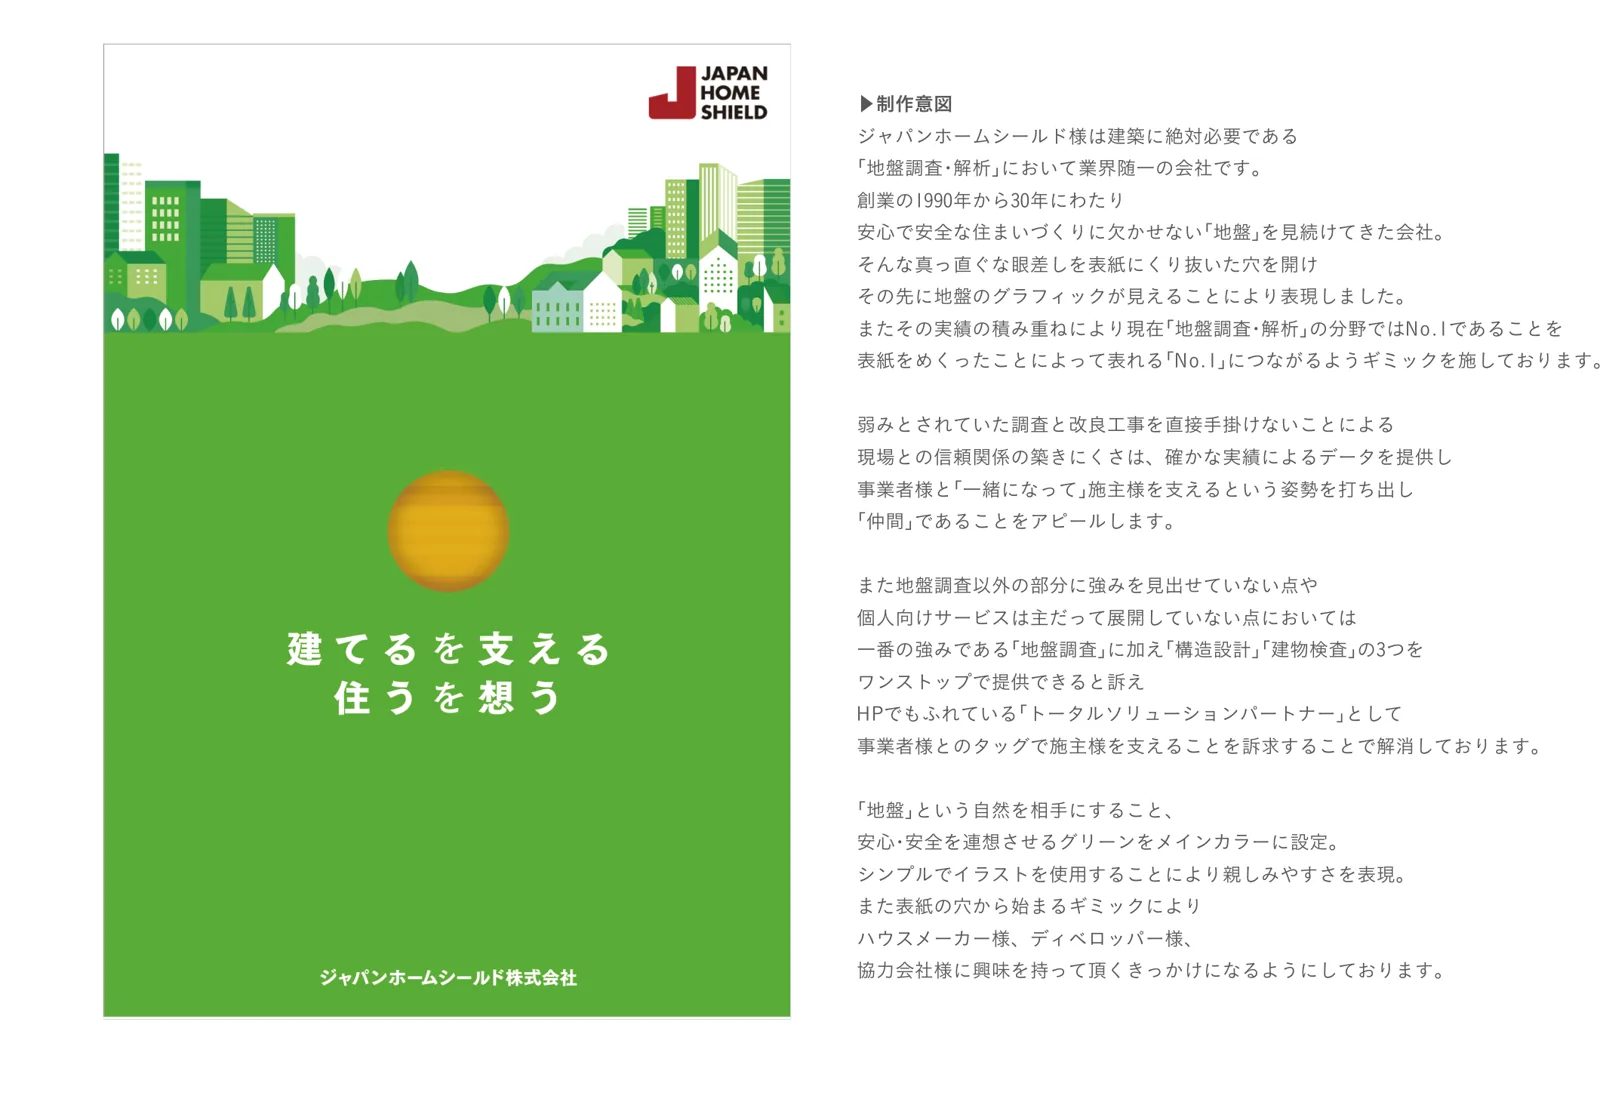 JAPAN
HOME
SHIELD
建てるを支える
住うを想う
ジャパンホームシールド株式会社
▶制作意図
ジャパンホームシールド様は建築に絶対必要である
「地盤調査・解析」において業界随一の会社です。
創業の1990年から30年にわたり
安心で安全な住まいづくりに欠かせない「地盤」を見続けてきた会社。
そんな真っ直ぐな眼差しを表紙にくり抜いた穴を開け
その先に地盤のグラフィックが見えることにより表現しました。
またその実績の積み重ねにより現在「地盤調査・解析」の分野ではNo.1であることを
表紙をめくったことによって表れる「No.1」につながるようギミックを施しております。
弱みとされていた調査と改良工事を直接手掛けないことによる
現場との信頼関係の築きにくさは、確かな実績によるデータを提供し
事業者様と「一緒になって」施主様を支えるという姿勢を打ち出し
「仲間」であることをアピールします。
また地盤調査以外の部分に強みを見出せていない点や
個人向けサービスは主だって展開していない点においては
一番の強みである「地盤調査」に加え「構造設計」「建物検査」の3つを
ワンストップで提供できると訴え
HPでもふれている「トータルソリューションパートナー」として
事業者様とのタッグで施主様を支えることを訴求することで解消しております。
「地盤」という自然を相手にすること、
安心・安全を連想させるグリーンをメインカラーに設定。
シンプルでイラストを使用することにより親しみやすさを表現。
また表紙の穴から始まるギミックにより
ハウスメーカー様、ディベロッパー様、
協力会社様に興味を持って頂くきっかけになるようにしております。